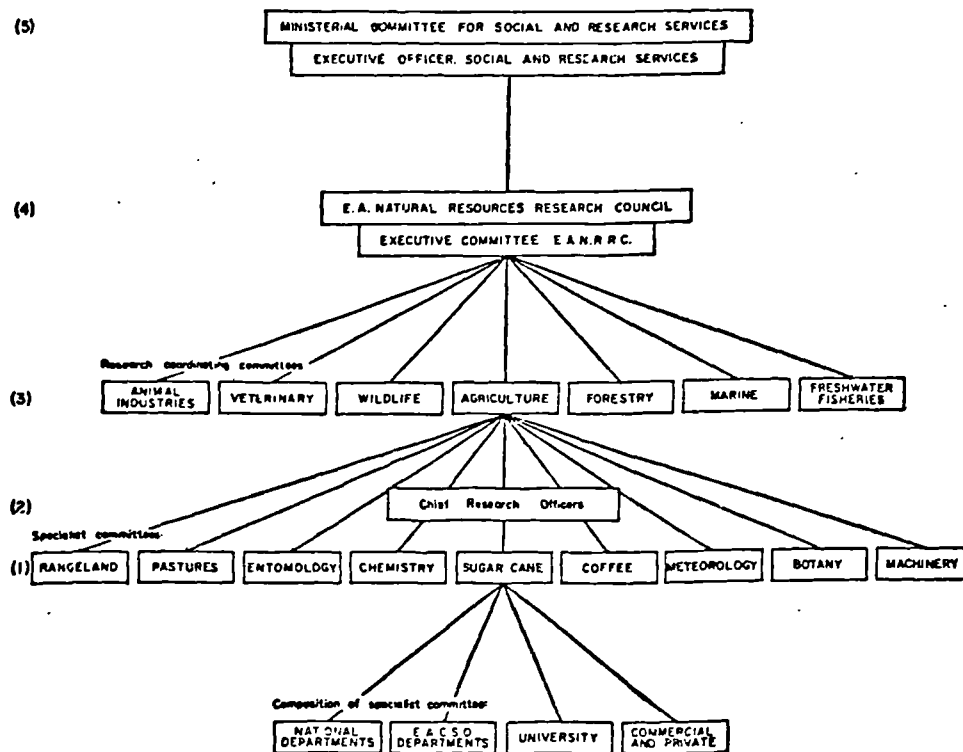 (5)
MINISTERIAL COMMITTEE FOR SOCIAL AND RESEARCH SERVICES
EXECUTIVE OFFICER. SOCIAL AND RESEARCH SERVICES
(4)
E.A. NATURAL RESOURCES RESEARCH COUNCIL
EXECUTIVE COMMITTEE E A.N.R R C.
Research coordinating committees
(3)
ANIMAL
INDUSTRIES
VETERINARY
WILDLIFE
AGRICULTURE
FORESTRY
MARINE
FRESHWATER
FISHERIES
(2)
Chief Research Officers
Specialist committees
(1)
RANGELAND
PASTURES
ENTOMOLOGY
CHEMISTRY
SUGAR CANE
COFFEE
METEOROLOGY
BOTANY
MACHINERY
Composition of specialist committees
NATIONAL
DEPARTMENTS
E A C S O
DEPARTMENTS
UNIVERSITY
COMMERCIAL
AND PRIVATE